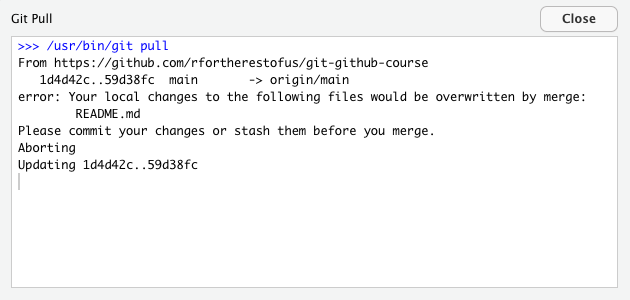 Git Pull
Close
>>> /usr/bin/git pull
From https://github.com/rfortherestofus/git-github-course
   1d4d42c..59d38fc  main       -> origin/main
error: Your local changes to the following files would be overwritten by merge:
        README.md
Please commit your changes or stash them before you merge.
Aborting
Updating 1d4d42c..59d38fc